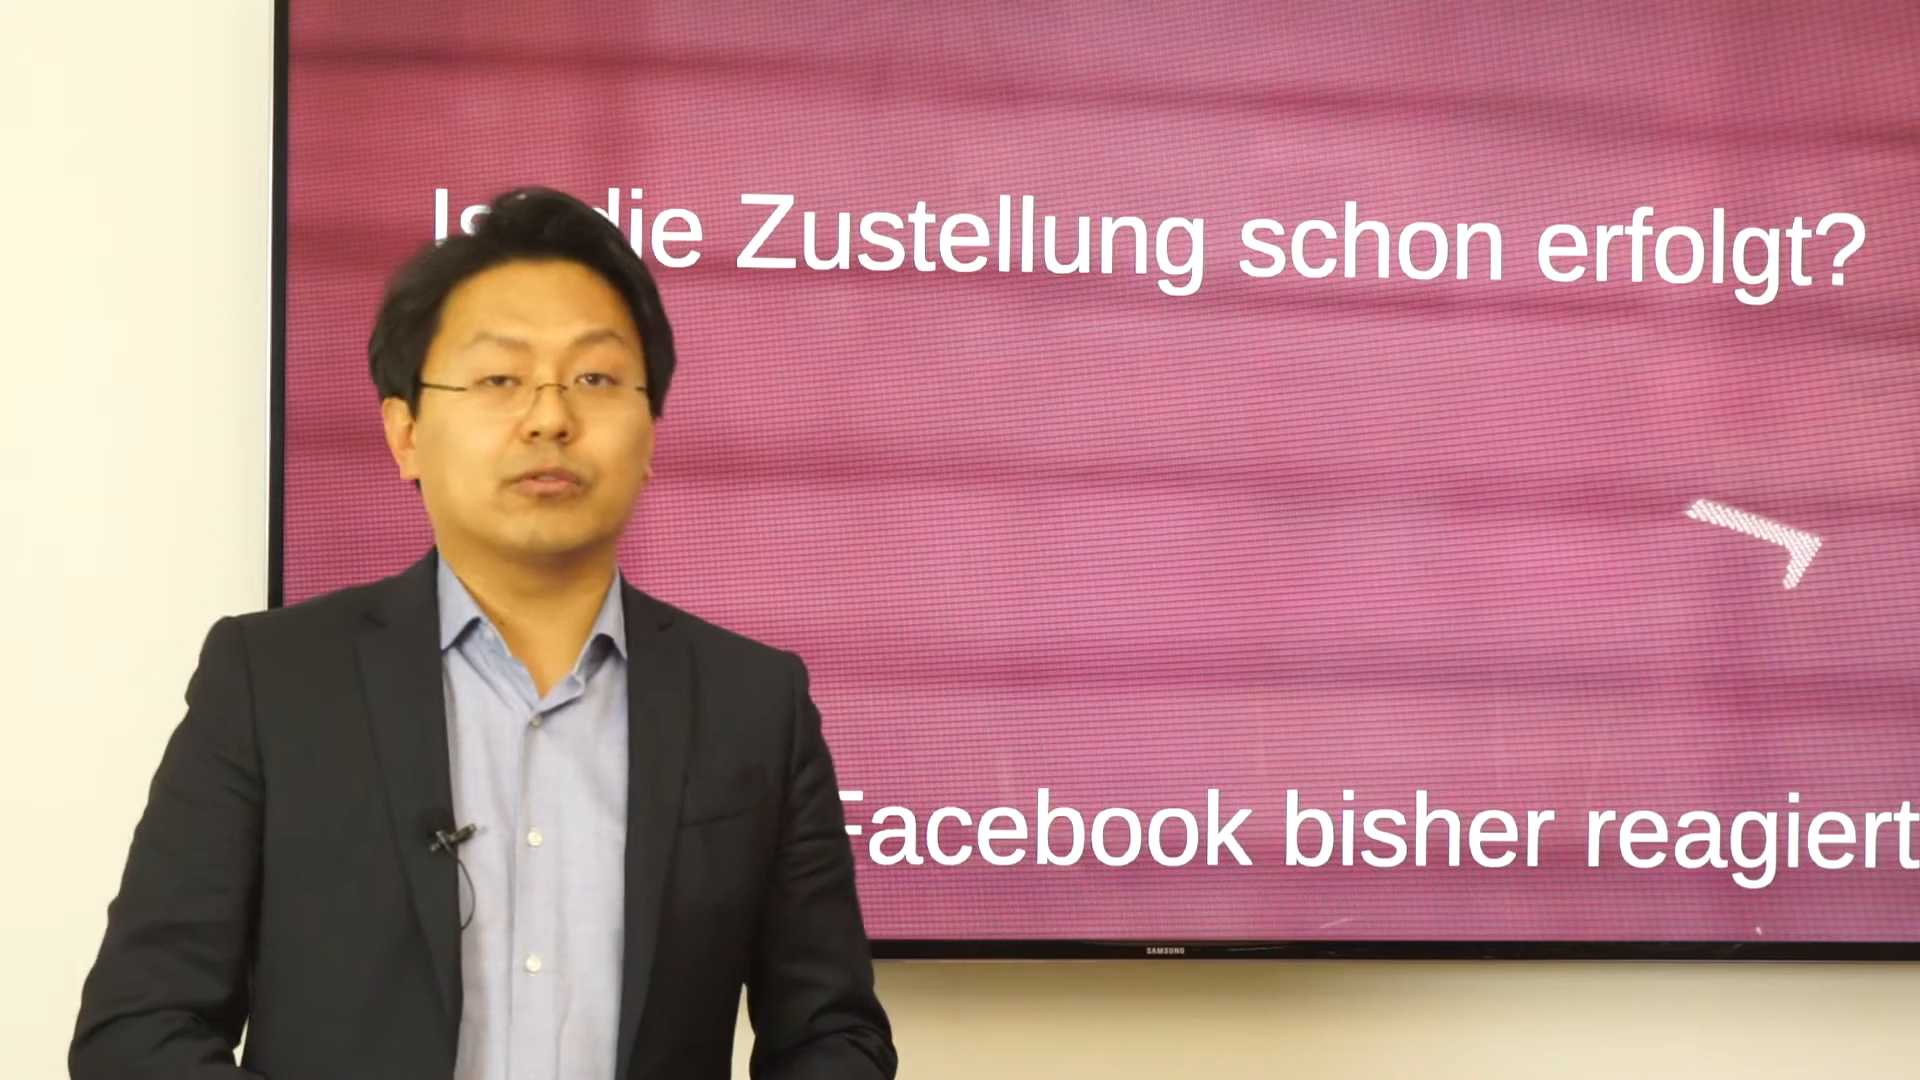 die Zustellung schon erfolgt?
Facebook bisher reagiert
SAMSUNG